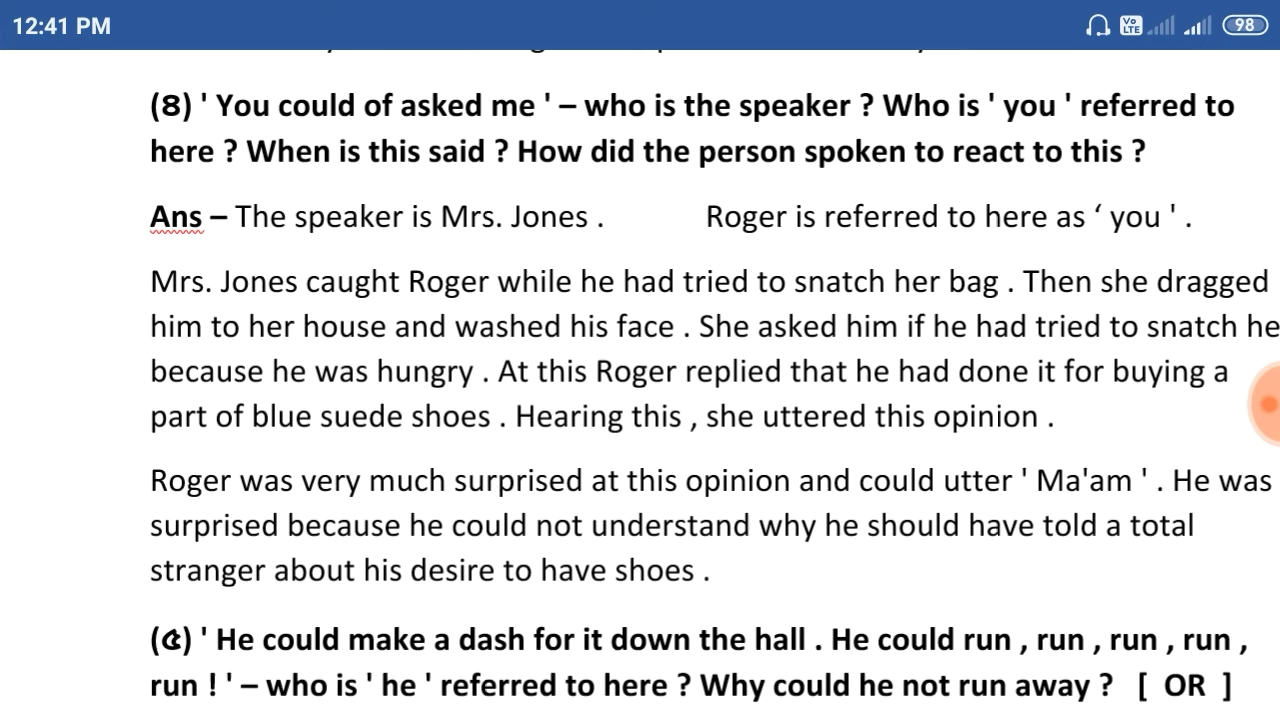 12:41 PM
Vo LTE
98
(8) ' You could of asked me ' – who is the speaker ? Who is ' you ' referred to
here ? When is this said ? How did the person spoken to react to this ?
Ans – The speaker is Mrs. Jones . Roger is referred to here as ‘ you ' .
Mrs. Jones caught Roger while he had tried to snatch her bag . Then she dragged
him to her house and washed his face . She asked him if he had tried to snatch he
because he was hungry . At this Roger replied that he had done it for buying a
part of blue suede shoes . Hearing this , she uttered this opinion .
Roger was very much surprised at this opinion and could utter ' Ma'am ' . He was
surprised because he could not understand why he should have told a total
stranger about his desire to have shoes .
' He could make a dash for it down the hall . He could run , run , run , run ,
run ! ' – who is ' he ' referred to here ? Why could he not run away ? [ OR ]